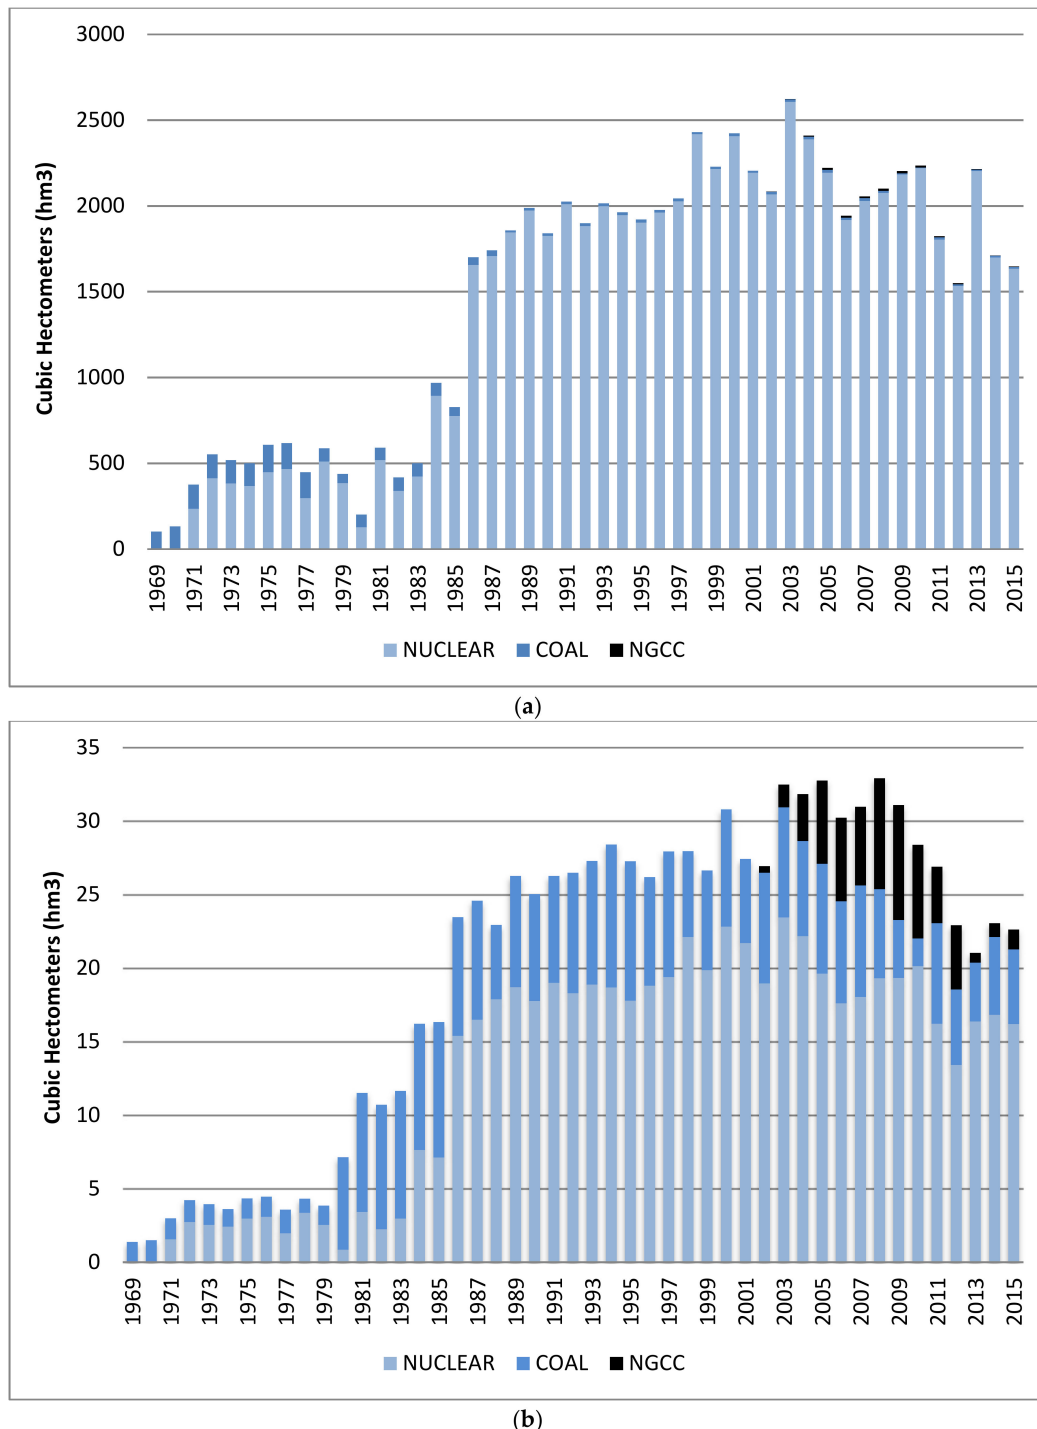 3000
2500
2000
1500
1000
500
0
Cubic Hectometers (hm3)
1969 1971 1973 1975 1977 1979 1981 1983 1985 1987 1989 1991 1993 1995 1997 1999 2001 2003 2005 2007 2009 2011 2013 2015
NUCLEAR COAL NGCC
(a)
35
30
25
20
15
10
5
0
Cubic Hectometers (hm3)
1969 1971 1973 1975 1977 1979 1981 1983 1985 1987 1989 1991 1993 1995 1997 1999 2001 2003 2005 2007 2009 2011 2013 2015
NUCLEAR COAL NGCC
(b)